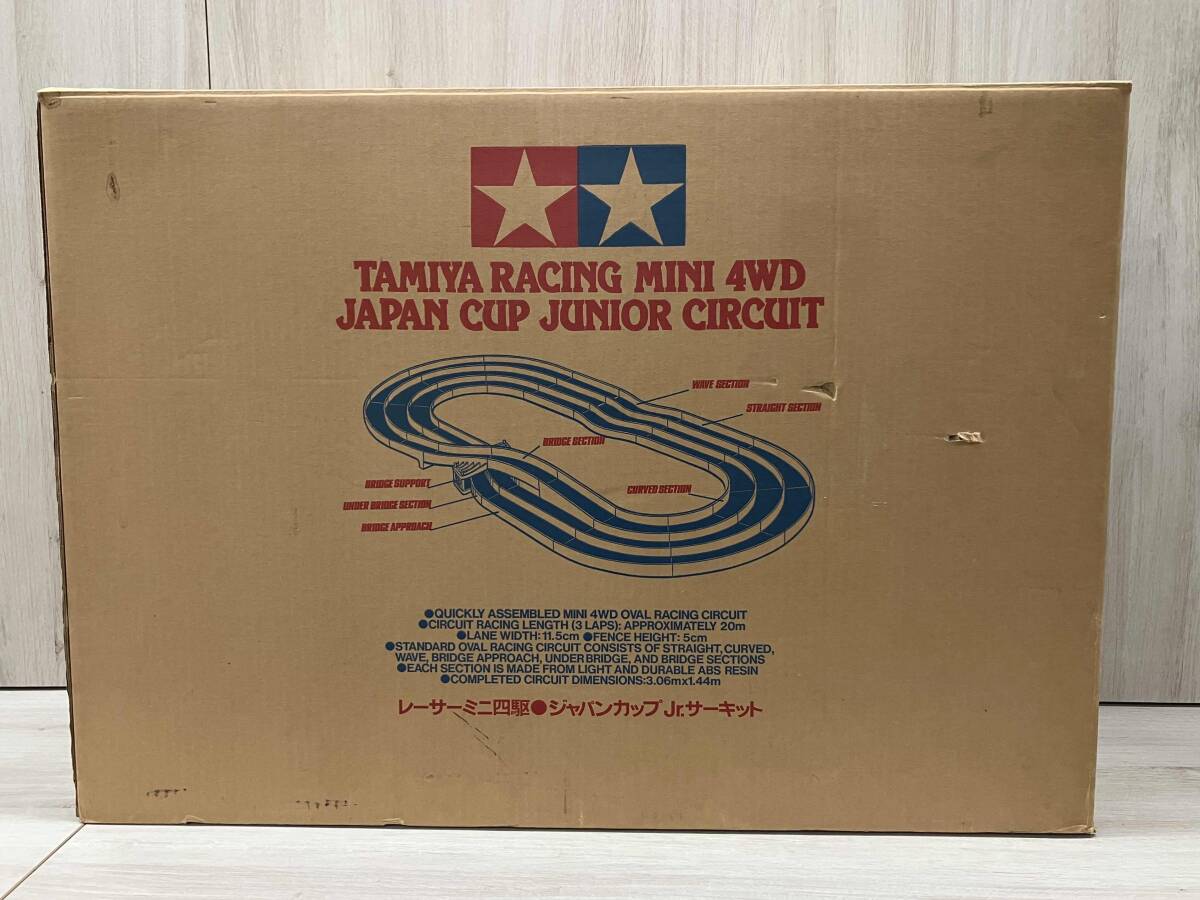 TAMIYA RACING MINI 4WD
JAPAN CUP JUNIOR CIRCUIT
WAVE SECTION
STRAIGHT SECTION
BRIDGE SECTION
BRIDGE SUPPORT
CURVED SECTION
UNDER BRIDGE SECTION
BRIDGE APPROACH
●QUICKLY ASSEMBLED MINI 4WD OVAL RACING CIRCUIT
●CIRCUIT RACING LENGTH (3 LAPS): APPROXIMATELY 20m
●LANE WIDTH: 11.5cm ●FENCE HEIGHT: 5cm
●STANDARD OVAL RACING CIRCUIT CONSISTS OF STRAIGHT, CURVED,
WAVE, BRIDGE APPROACH, UNDER BRIDGE, AND BRIDGE SECTIONS
●EACH SECTION IS MADE FROM LIGHT AND DURABLE ABS RESIN
●COMPLETED CIRCUIT DIMENSIONS:3.06m×1.44m
レーサーミニ四駆●ジャパンカップJr.サーキット